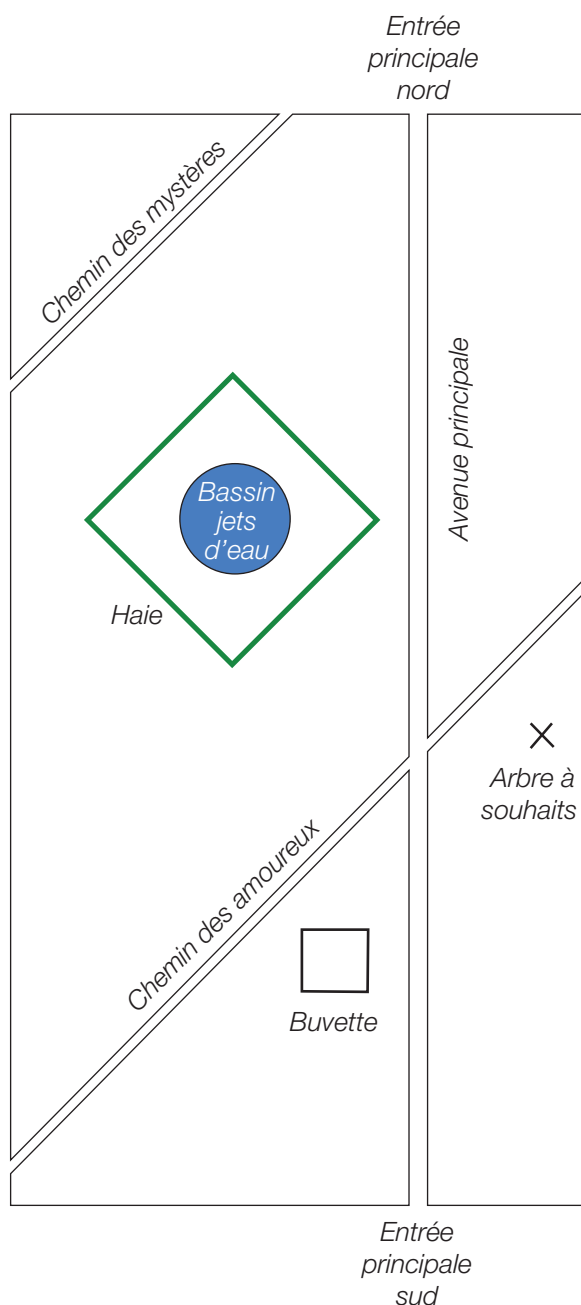 Entrée
principale
nord
Chemin des mystères
Avenue principale
Bassin
jets
d'eau
Haie
Arbre à
souhaits
Chemin des amoureux
Buvette
Entrée
principale
sud